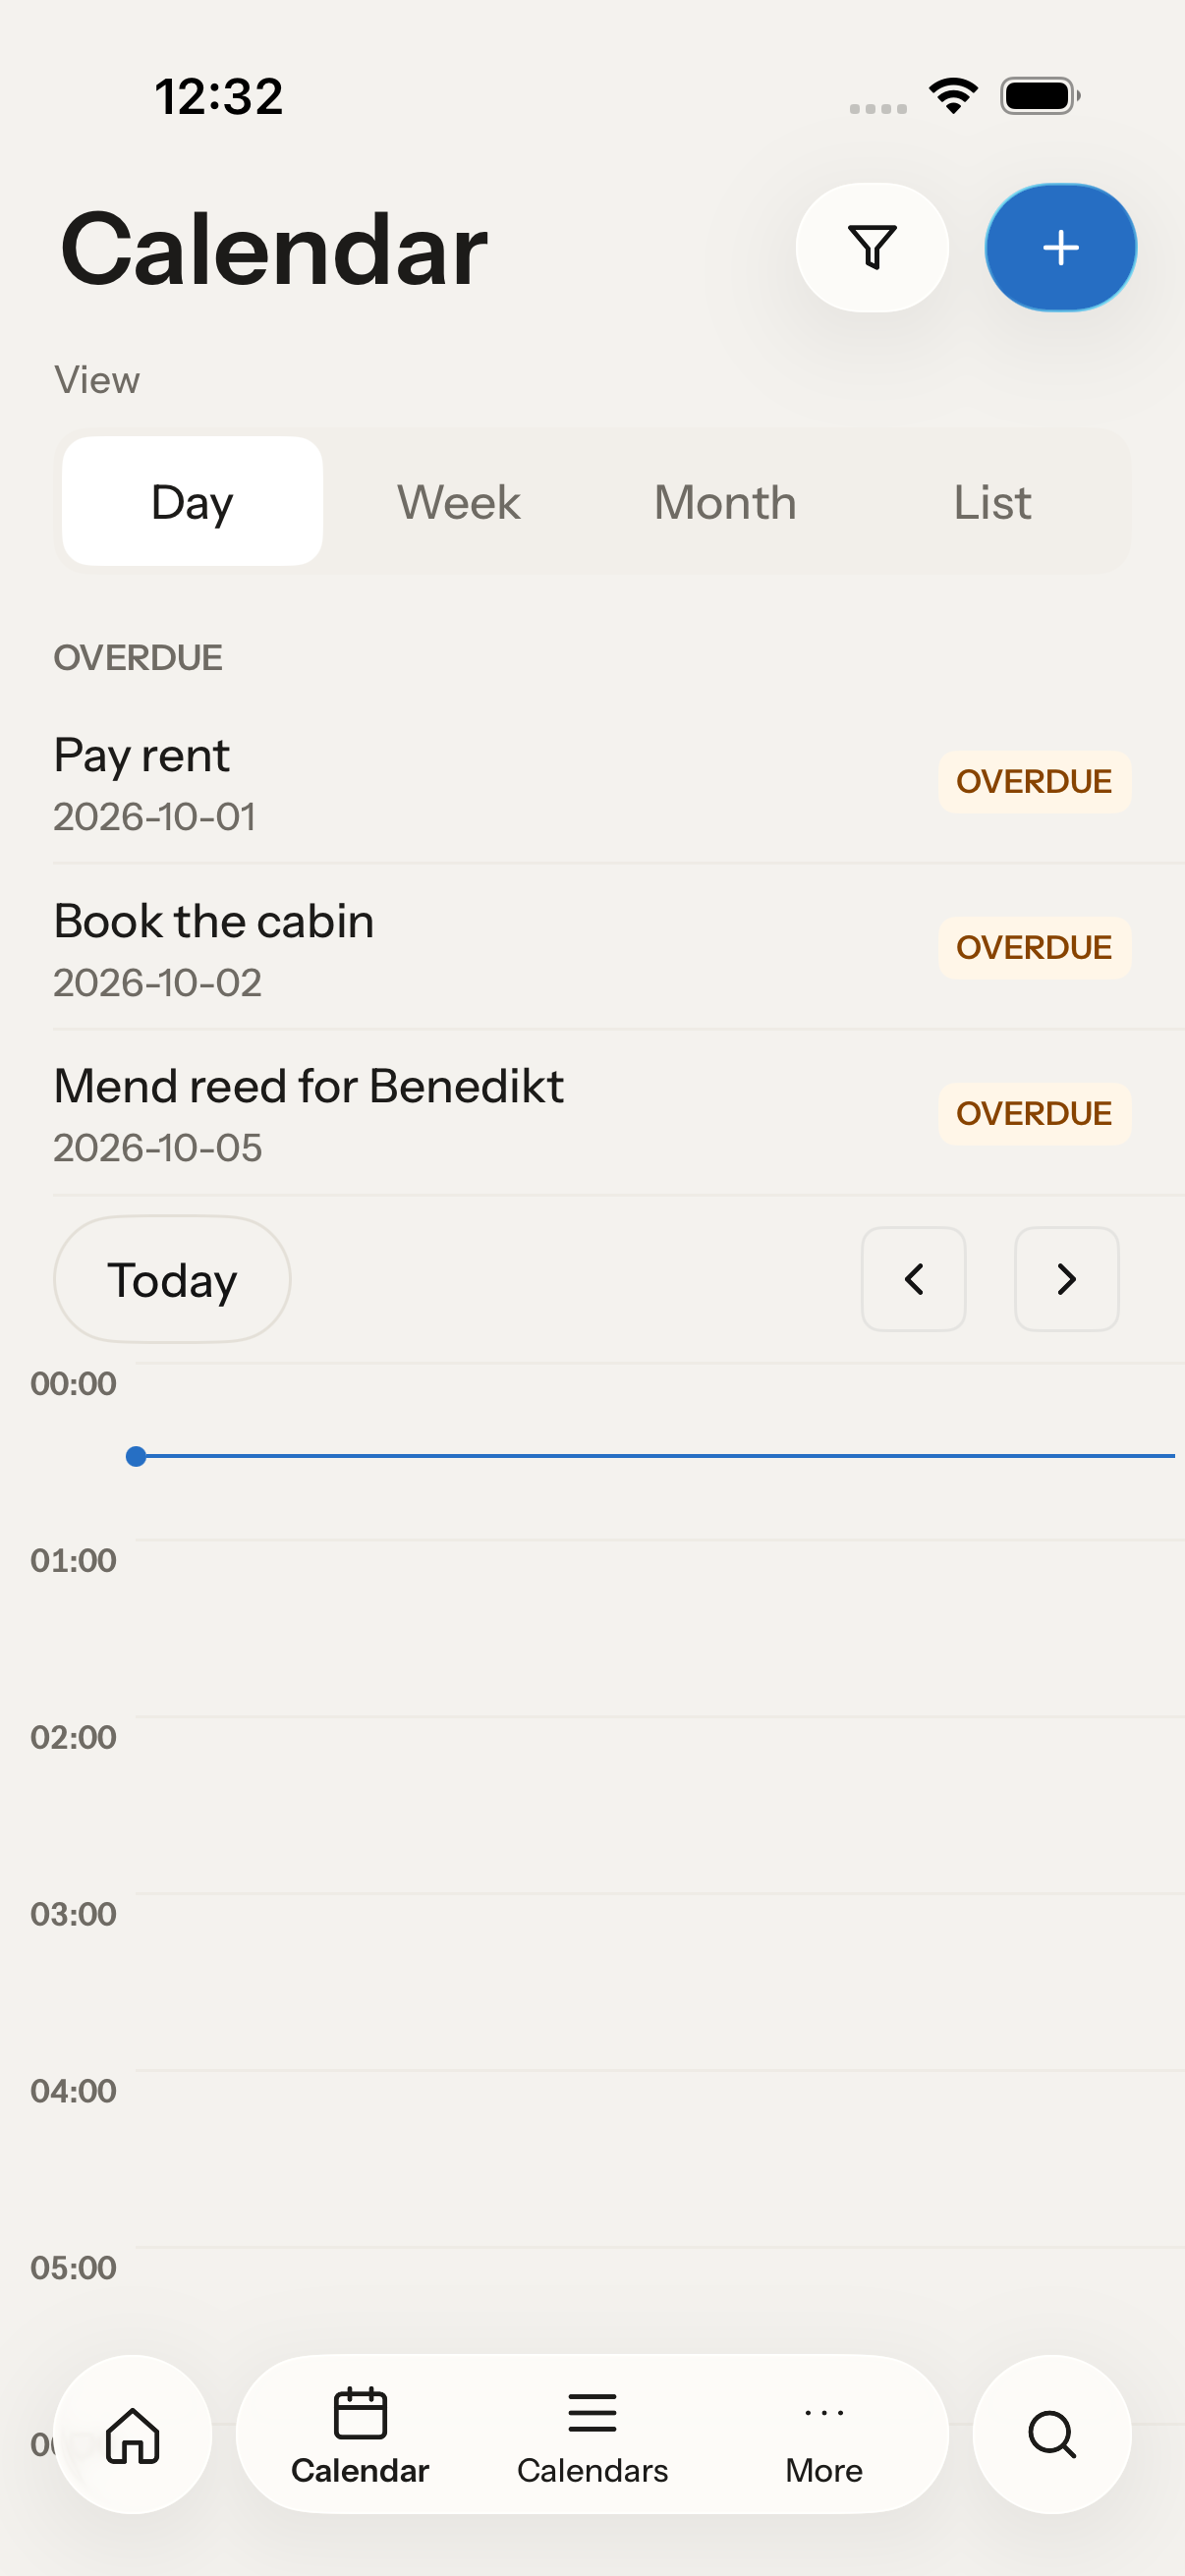 12:32
Calendar
View
Day Week Month List
OVERDUE
Pay rent
2026-10-01
OVERDUE
Book the cabin
2026-10-02
OVERDUE
Mend reed for Benedikt
2026-10-05
OVERDUE
Today
00:00
01:00
02:00
03:00
04:00
05:00
Calendar Calendars More